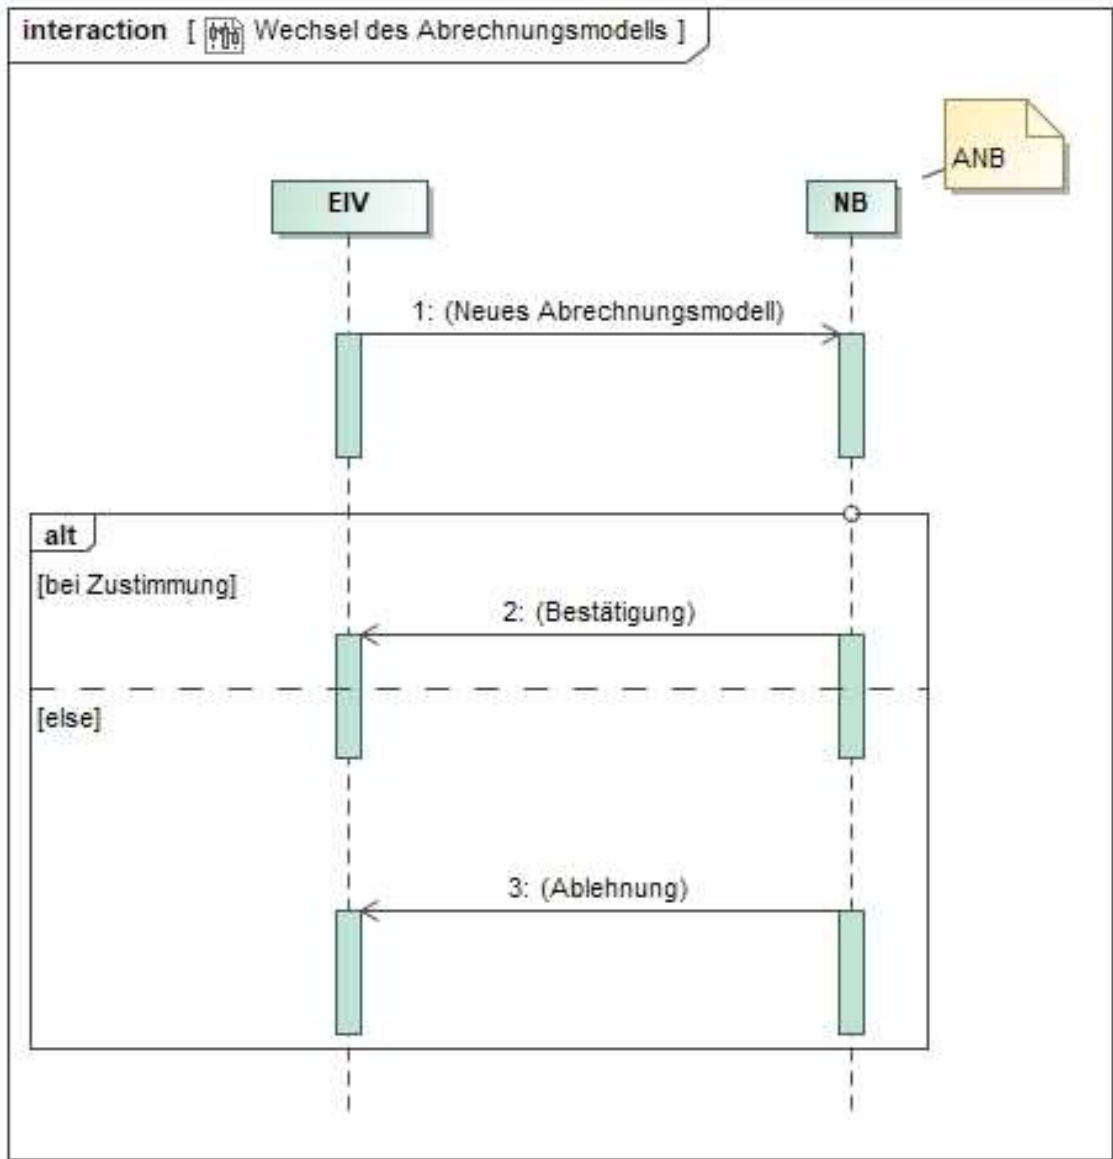 interaction [ Wechsel des Abrechnungsmodells ]
ANB
EIV
NB
1: (Neues Abrechnungsmodell)
alt
[bei Zustimmung]
2: (Bestätigung)
[else]
3: (Ablehnung)